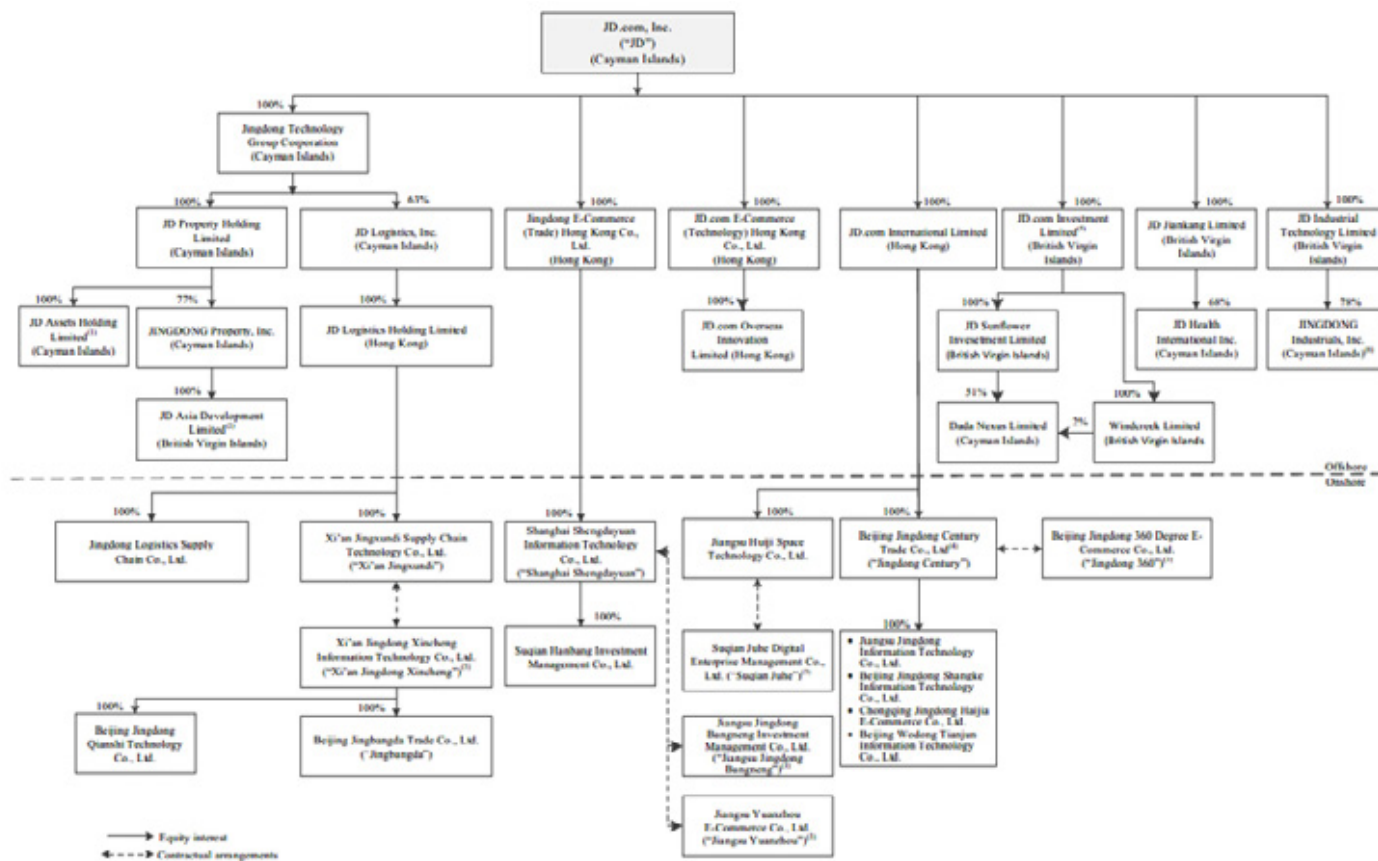 JD.com, Inc.
("JD")
(Cayman Islands)
100%
Jingdong Technology
Group Corporation
(Cayman Islands)
100%
JD Property Holding
Limited
(Cayman Islands)
63%
JD Logistics, Inc.
(Cayman Islands)
100%
Jingdong E-Commerce
(Trade) Hong Kong Co.,
Ltd.
(Hong Kong)
100%
JD.com E-Commerce
(Technology) Hong Kong
Co., Ltd.
(Hong Kong)
100%
JD.com International Limited
(Hong Kong)
100%
JD.com Investment
Limited
(British Virgin
Islands)
100%
JD Jiankang Limited
(British Virgin
Islands)
100%
JD Industrial
Technology Limited
(British Virgin
Islands)
100%
JD Assets Holding
Limited(1)
(Cayman Islands)
77%
JINGDONG Property, Inc.
(Cayman Islands)
100%
JD Logistics Holding Limited
(Hong Kong)
100%
JD.com Overseas
Innovation
Limited (Hong Kong)
100%
JD Sunflower
Invesetment Limited
(British Virgin Islands)
68%
JD Health
International Inc.
(Cayman Islands)
78%
JINGDONG
Industrials, Inc.
(Cayman Islands)(6)
100%
JD Asia Development
Limited(2)
(British Virgin Islands)
51%
Dada Nexus Limited
(Cayman Islands)
7%
100%
Windcreek Limited
(British Virgin Islands
Offshore
Onshore
100%
Jingdong Logistics Supply
Chain Co., Ltd.
100%
Xi'an Jingxundi Supply Chain
Technology Co., Ltd.
("Xi'an Jingxundi")
100%
Shanghai Shengdayuan
Information Technology
Co., Ltd.
("Shanghai Shengdayuan")
100%
Jiangsu Huiji Space
Technology Co., Ltd.
100%
Beijing Jingdong Century
Trade Co., Ltd(4)
("Jingdong Century")
Beijing Jingdong 360 Degree E-
Commerce Co., Ltd.
("Jingdong 360")
Xi'an Jingdong Xincheng
Information Technology Co., Ltd.
("Xi'an Jingdong Xincheng")(3)
100%
Suqian Hanbang Investment
Management Co., Ltd.
Suqian Juhe Digital
Enterprise Management Co.,
Ltd. ("Suqian Juhe")
100%
▪ Jiangsu Jingdong
Information Technology
Co., Ltd.
▪ Beijing Jingdong Shangke
Information Technology
Co., Ltd.
▪ Chongqing Jingdong Haijia
E-Commerce Co., Ltd.
• Beijing Wodong Tianjun
Information Technology
Co., Ltd.
100%
Beijing Jingdong
Qianshi Technology
Co., Ltd.
100%
Beijing Jingbangda Trade Co., Ltd.
("Jingbangda")
Jiangsu Jingdong
Bangneng Investment
Management Co., Ltd.
("Jiangsu Jingdong
Bangneng")(3)
Jiangsu Yuanzhou
E-Commerce Co., Ltd.
("Jiangsu Yuanzhou")(3)
Equity interest
Contractual arrangements